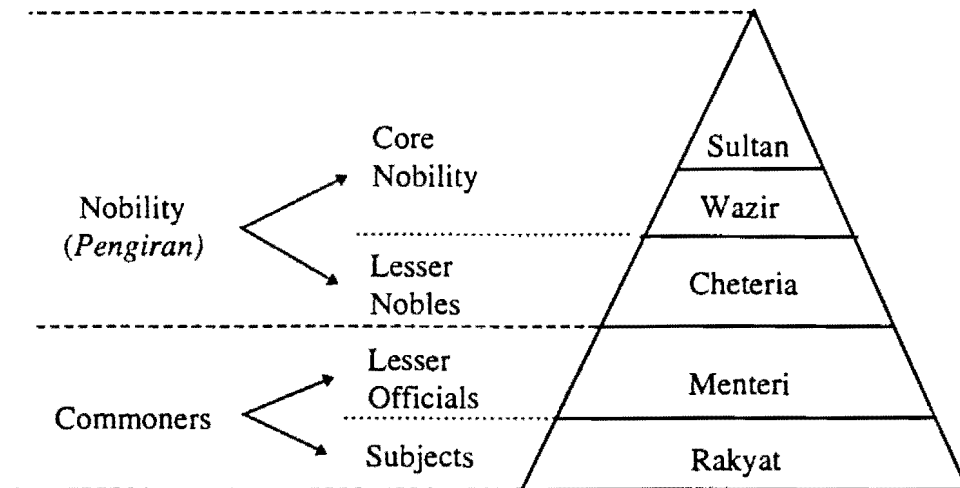 Core
Nobility
Sultan
Nobility
(Pengiran)
Wazir
Lesser
Nobles
Cheteria
Lesser
Officials
Menteri
Commoners
Subjects
Rakyat